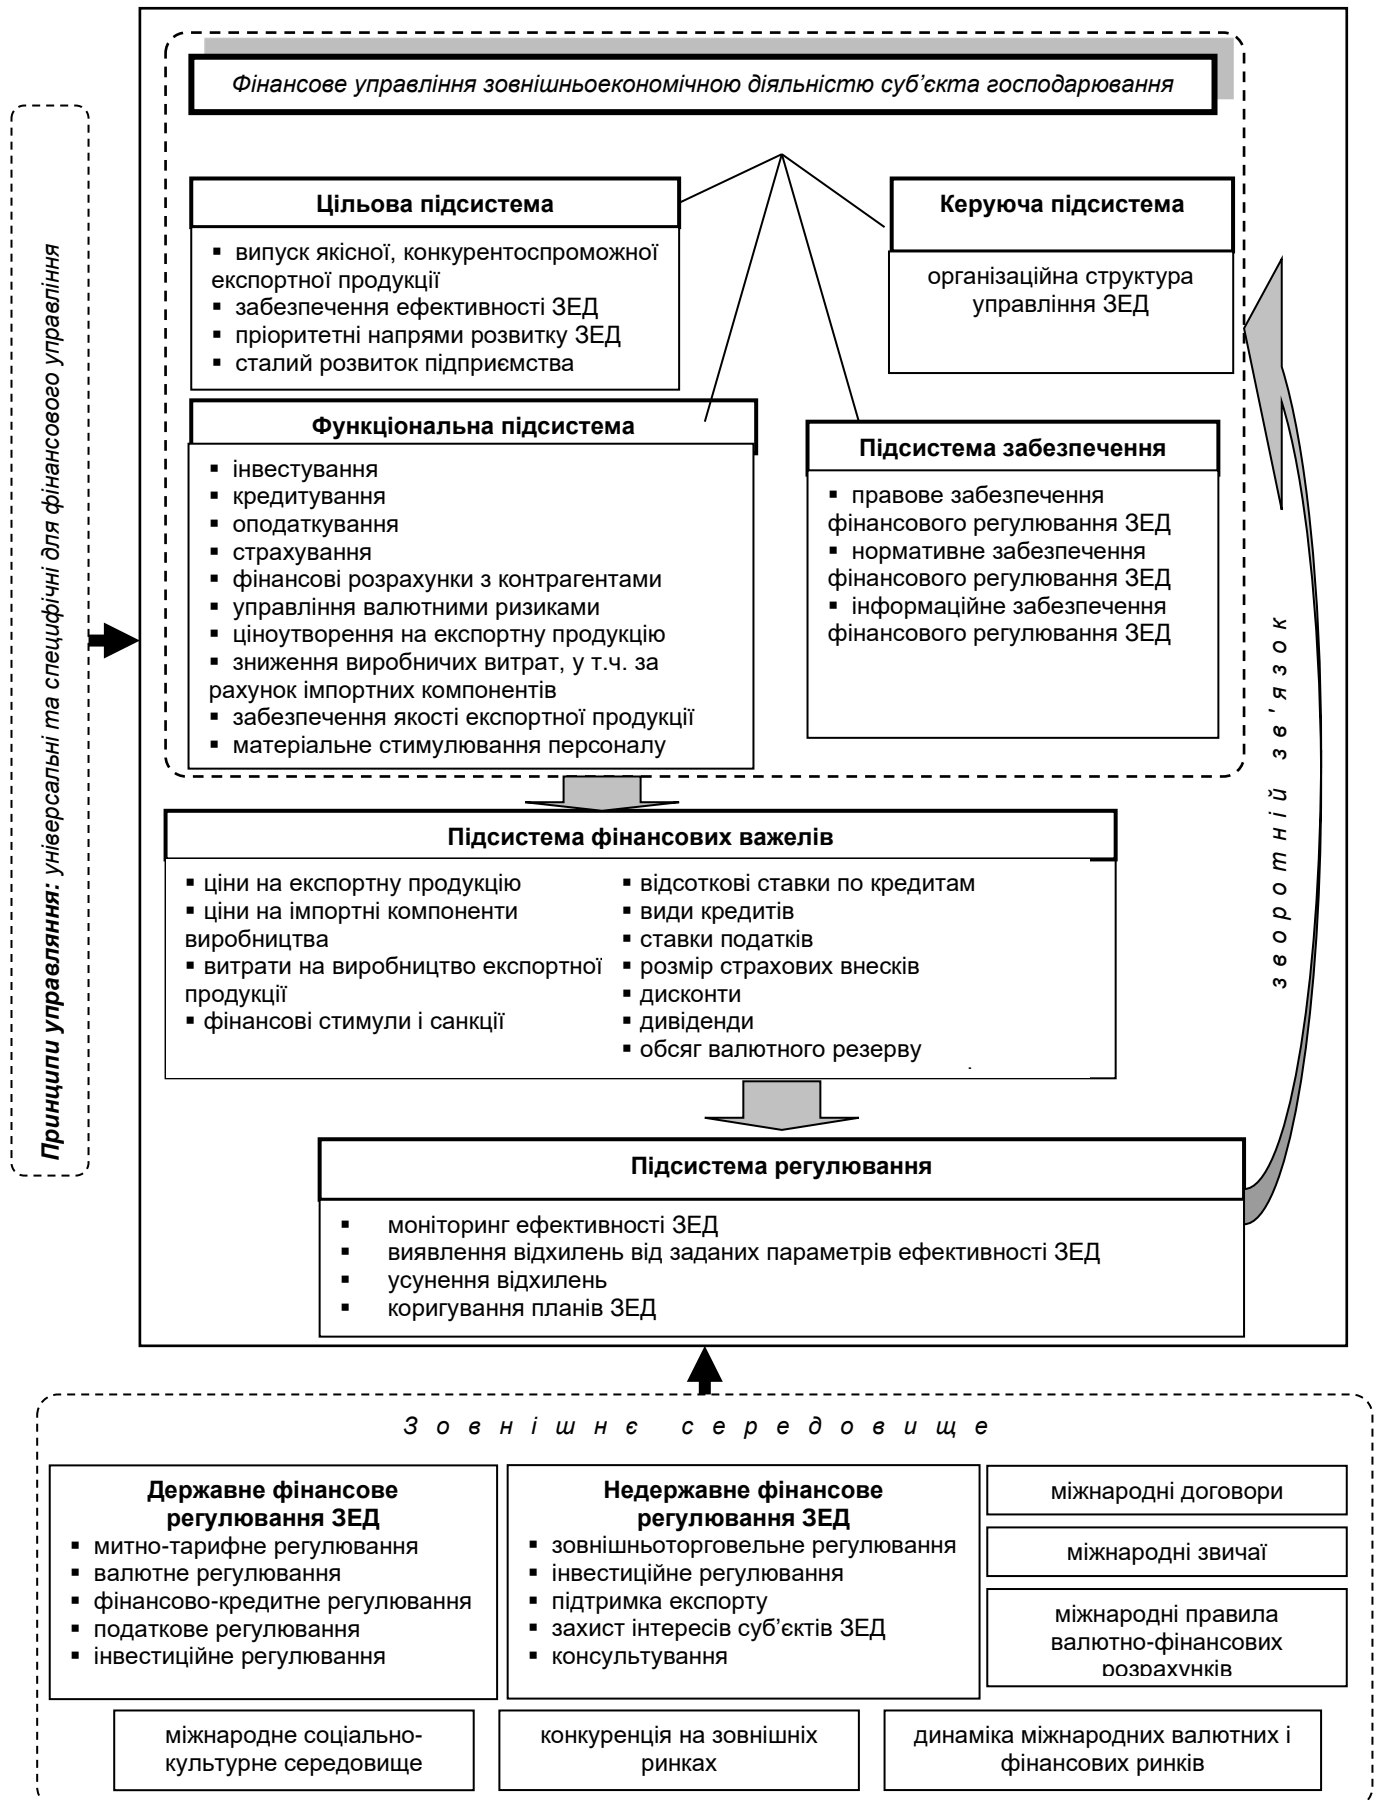 Фінансове управління зовнішньоекономічною діяльністю суб’єкта господарювання
Принципи управляння: універсальні та специфічні для фінансового управління
Цільова підсистема
▪ випуск якісної, конкурентоспроможної
експортної продукції
▪ забезпечення ефективності ЗЕД
▪ пріоритетні напрями розвитку ЗЕД
▪ сталий розвиток підприємства
Керуюча підсистема
організаційна структура
управління ЗЕД
Функціональна підсистема
▪ інвестування
▪ кредитування
▪ оподаткування
▪ страхування
▪ фінансові розрахунки з контрагентами
▪ управління валютними ризиками
▪ ціноутворення на експортну продукцію
▪ зниження виробничих витрат, у т.ч. за
рахунок імпортних компонентів
▪ забезпечення якості експортної продукції
▪ матеріальне стимулювання персоналу
Підсистема забезпечення
▪ правове забезпечення
фінансового регулювання ЗЕД
▪ нормативне забезпечення
фінансового регулювання ЗЕД
▪ інформаційне забезпечення
фінансового регулювання ЗЕД
зворотній зв'язок
Підсистема фінансових важелів
▪ ціни на експортну продукцію
▪ ціни на імпортні компоненти
виробництва
▪ витрати на виробництво експортної
продукції
▪ фінансові стимули і санкції
▪ відсоткові ставки по кредитам
▪ види кредитів
▪ ставки податків
▪ розмір страхових внесків
▪ дисконти
▪ дивіденди
▪ обсяг валютного резерву
Підсистема регулювання
▪ моніторинг ефективності ЗЕД
▪ виявлення відхилень від заданих параметрів ефективності ЗЕД
▪ усунення відхилень
▪ коригування планів ЗЕД
Зовнішнє середовище
Державне фінансове
регулювання ЗЕД
▪ митно-тарифне регулювання
▪ валютне регулювання
▪ фінансово-кредитне регулювання
▪ податкове регулювання
▪ інвестиційне регулювання
Недержавне фінансове
регулювання ЗЕД
▪ зовнішньоторговельне регулювання
▪ інвестиційне регулювання
▪ підтримка експорту
▪ захист інтересів суб’єктів ЗЕД
▪ консультування
міжнародні договори
міжнародні звичаї
міжнародні правила
валютно-фінансових
розрахунків
міжнародне соціально-
культурне середовище
конкуренція на зовнішніх
ринках
динаміка міжнародних валютних і
фінансових ринків